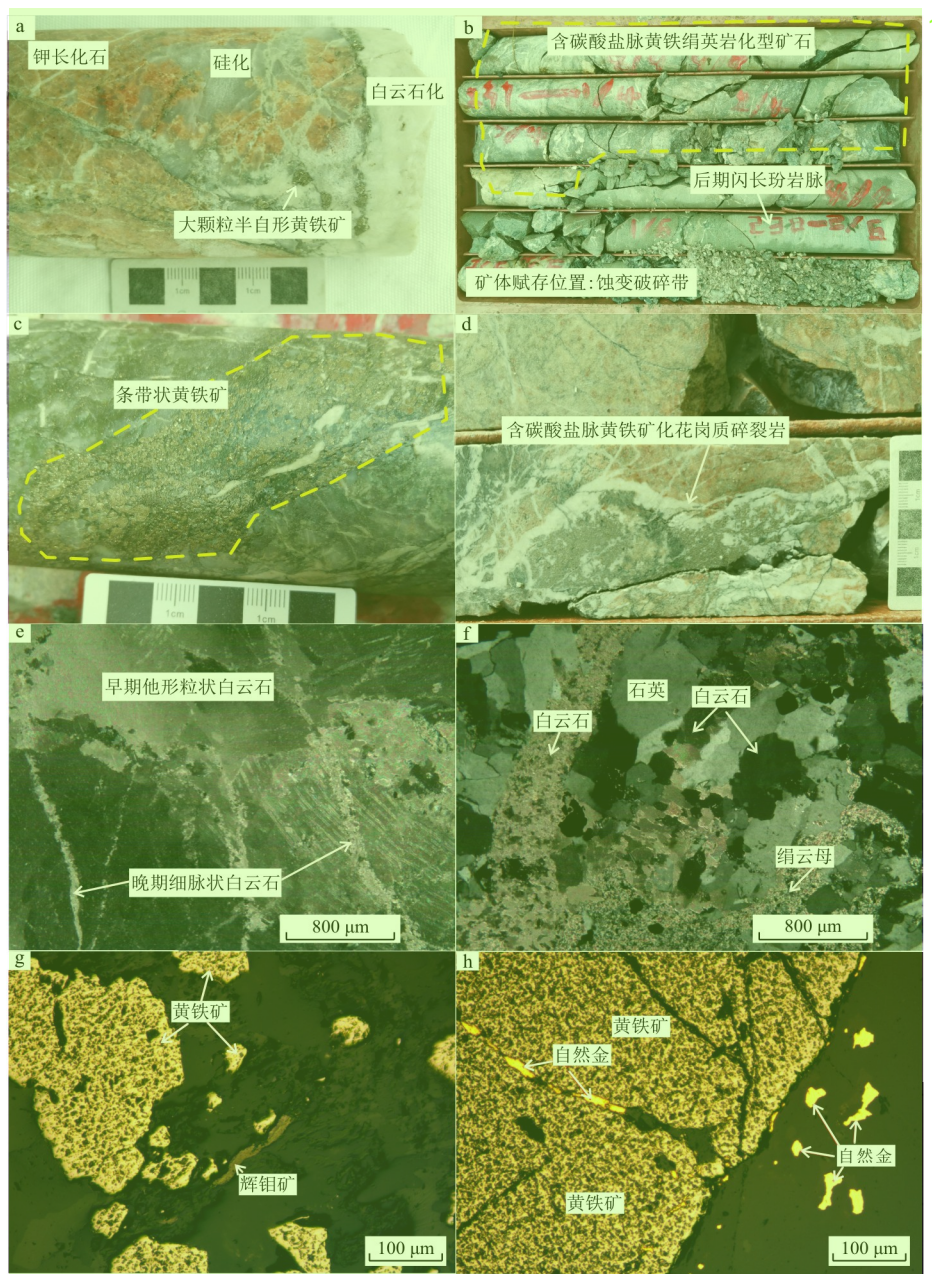 a
钾长化石
硅化
白云石化
大颗粒半自形黄铁矿
1cm
1cm
b
含碳酸盐脉黄铁绢英岩化型矿石
后期闪长玢岩脉
矿体赋存位置:蚀变破碎带
c
条带状黄铁矿
1cm
1cm
d
含碳酸盐脉黄铁矿化花岗质碎裂岩
e
早期他形粒状白云石
晚期细脉状白云石
800 μm
f
石英
白云石
白云石
绢云母
800 μm
g
黄铁矿
辉钼矿
100 μm
h
黄铁矿
自然金
自然金
黄铁矿
100 μm